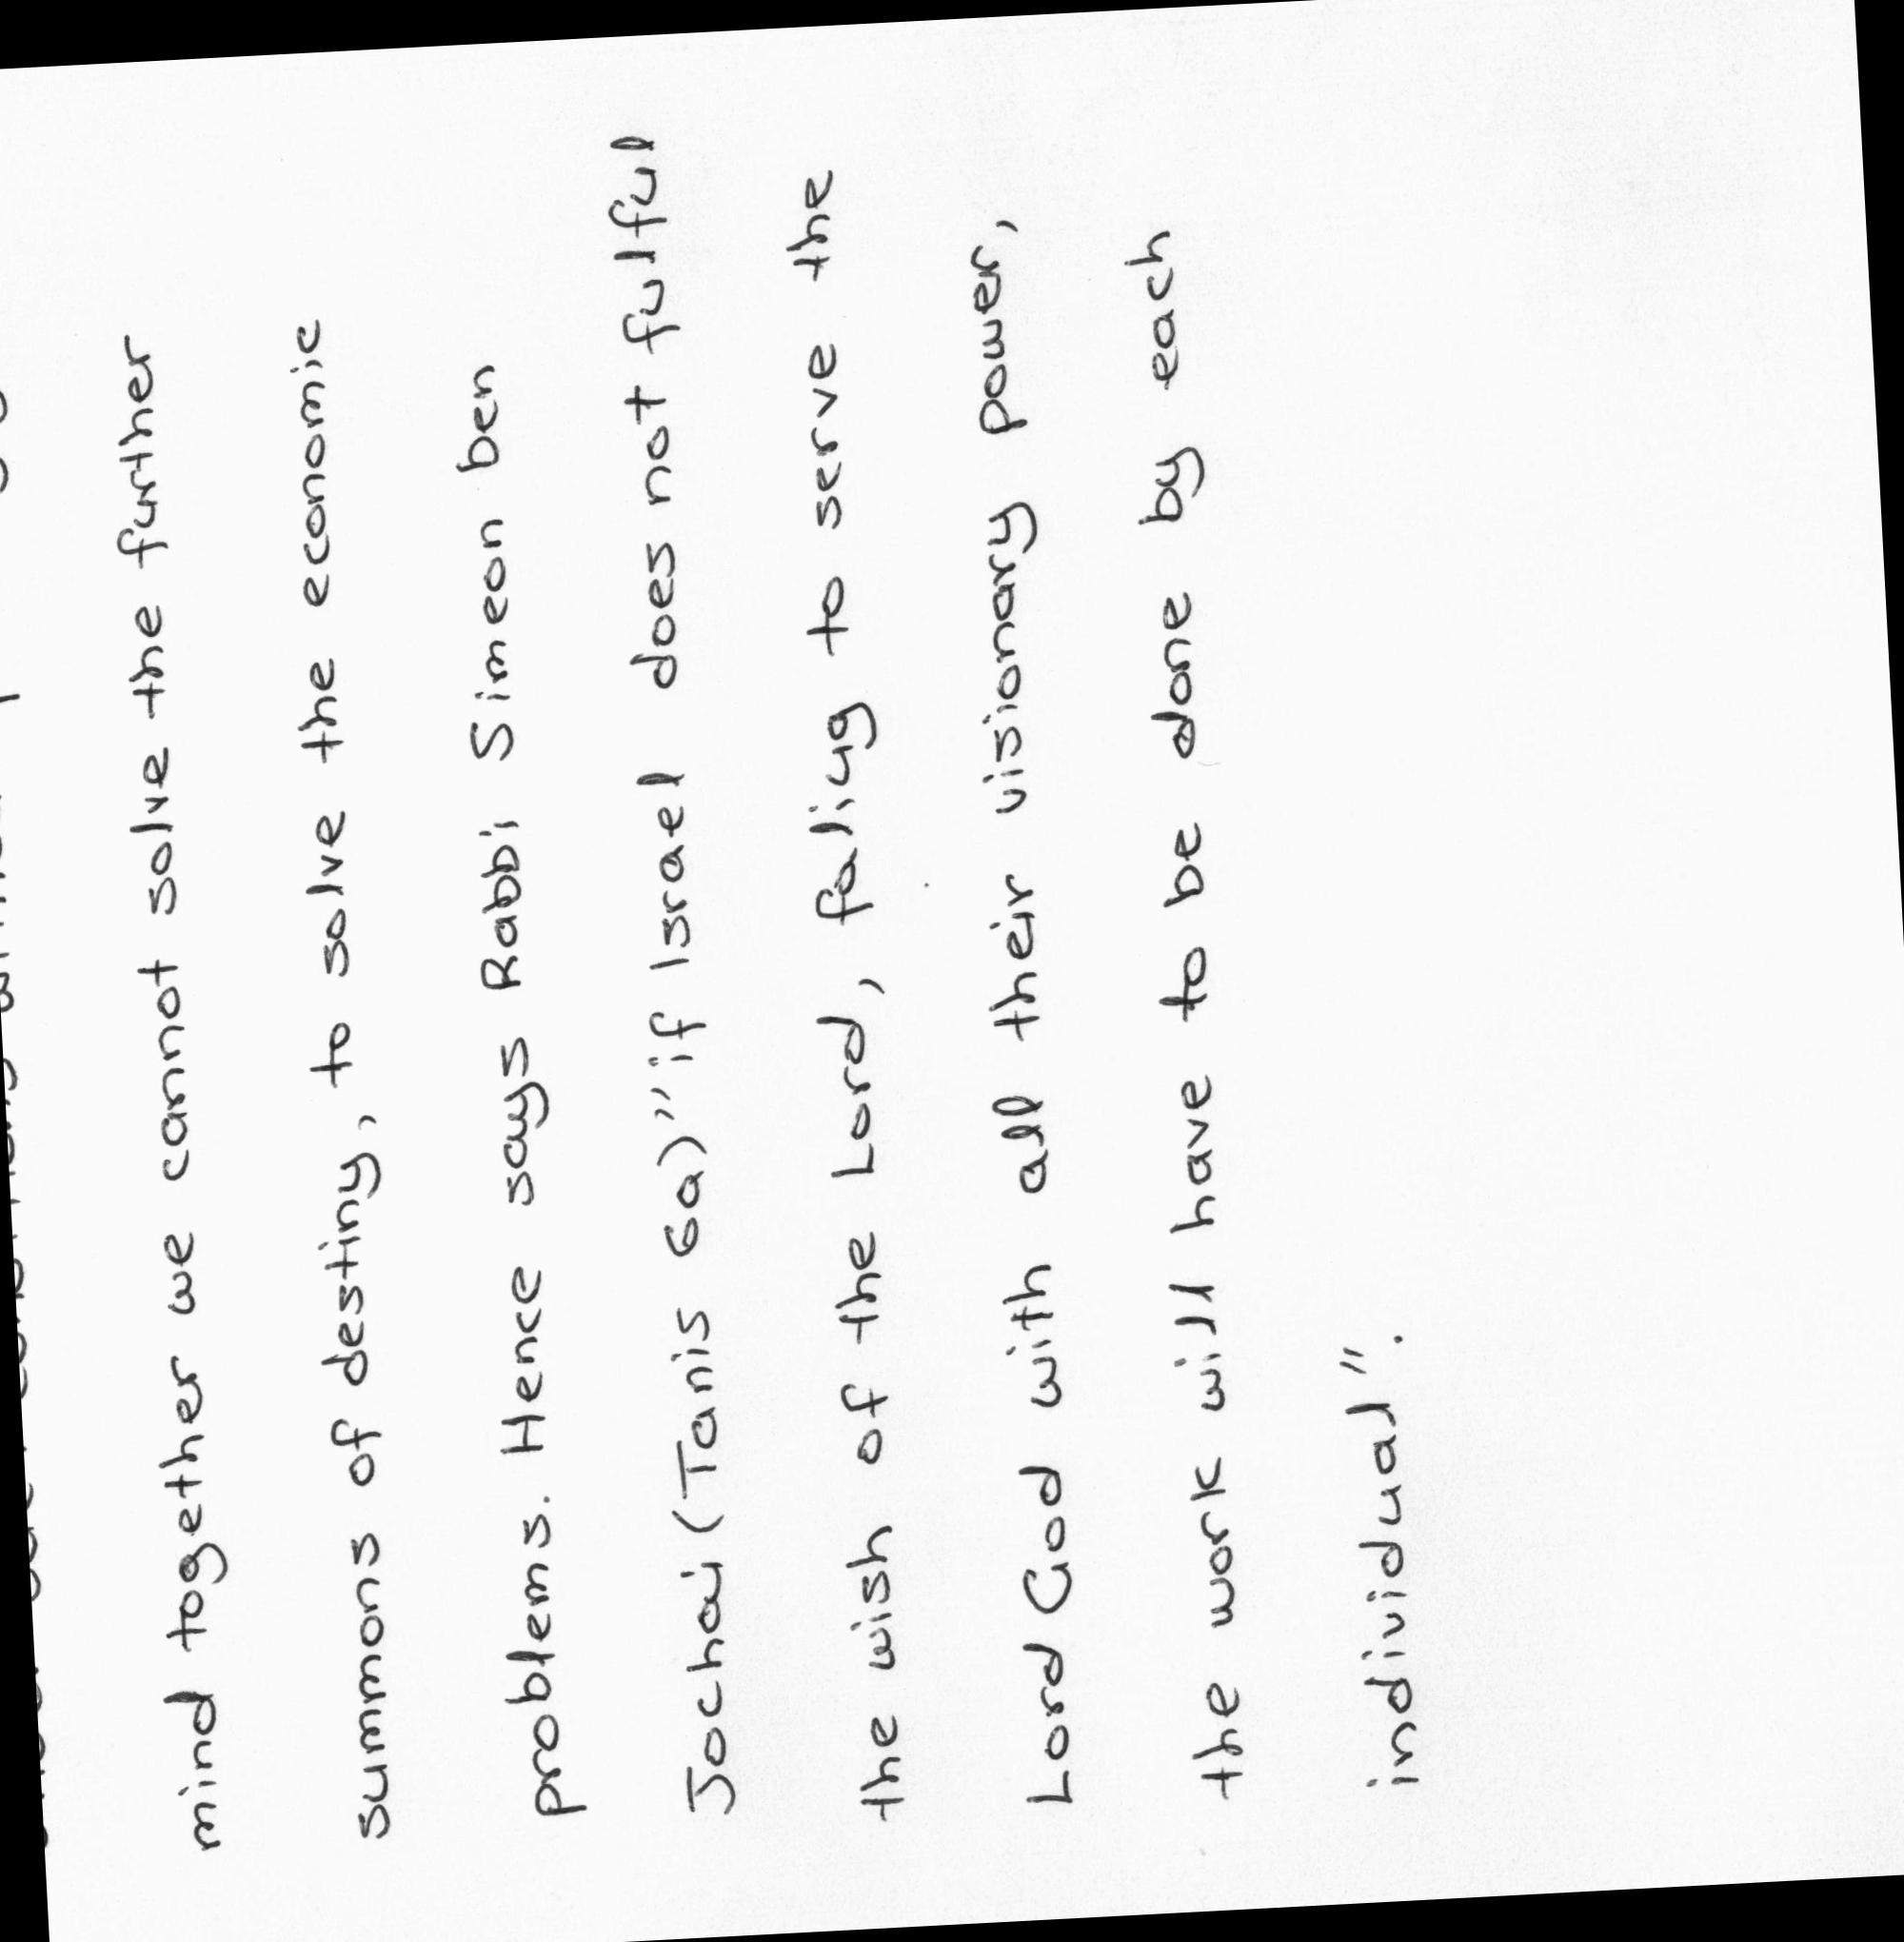 mind together we cannot solve the further
summons of destiny, to solve the economic
problems. Hence says Rabbi Simeon ben
Jochai (Tanis 6a) "if Israel does not fulful
the wish of the Lord, faliug to serve the
Lord God with all their visionary power,
the work will have to be done by each
individual".